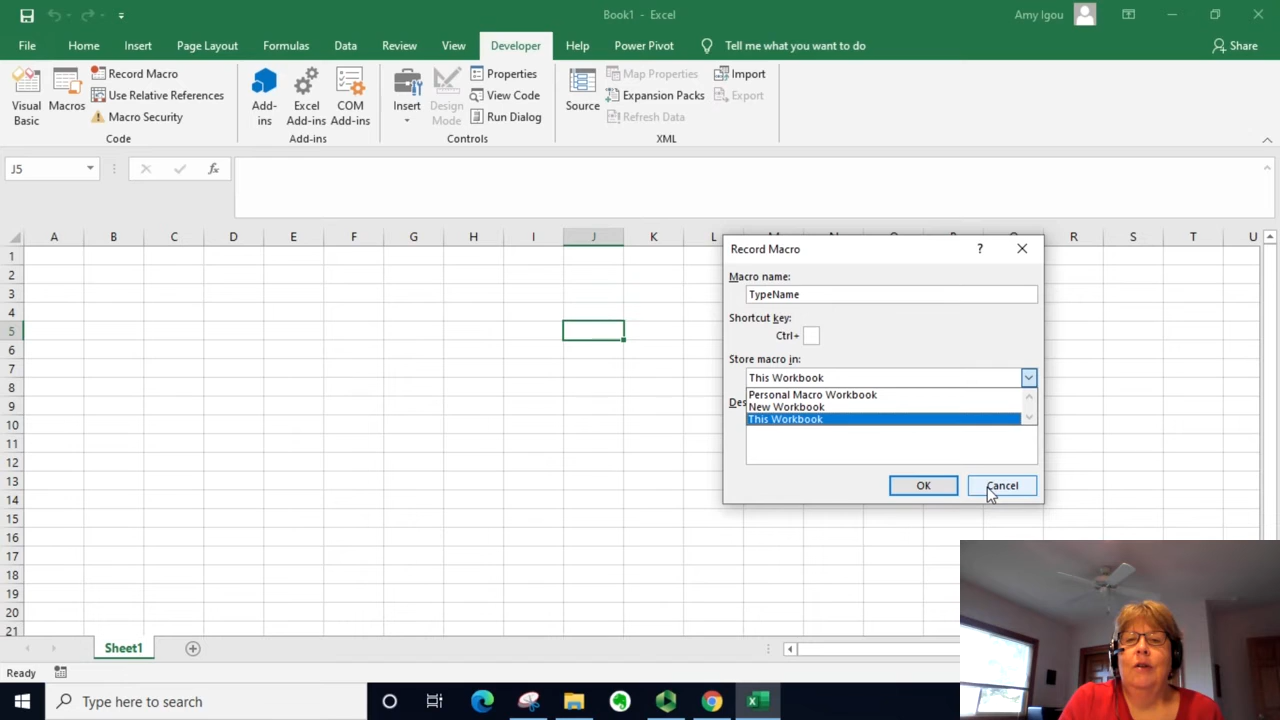 Book1 - Excel
Amy Igou
File Home Insert Page Layout Formulas Data Review View Developer Help Power Pivot Tell me what you want to do Share
Visual Basic
Macros
Record Macro
Use Relative References
Macro Security
Code
Add-ins
Excel Add-ins
COM Add-ins
Add-ins
Insert
Design Mode
Properties
View Code
Run Dialog
Controls
Source
Map Properties
Expansion Packs
Refresh Data
Import
Export
XML
J5
fx
A B C D E F G H I J K L R S T U
1
2
3
4
5
6
7
8
9
10
11
12
13
14
15
16
17
18
19
20
21
Record Macro ?
Macro name:
TypeName
Shortcut key:
Ctrl+
Store macro in:
This Workbook
Personal Macro Workbook
New Workbook
This Workbook
Des
OK Cancel
Sheet1
Ready
Type here to search